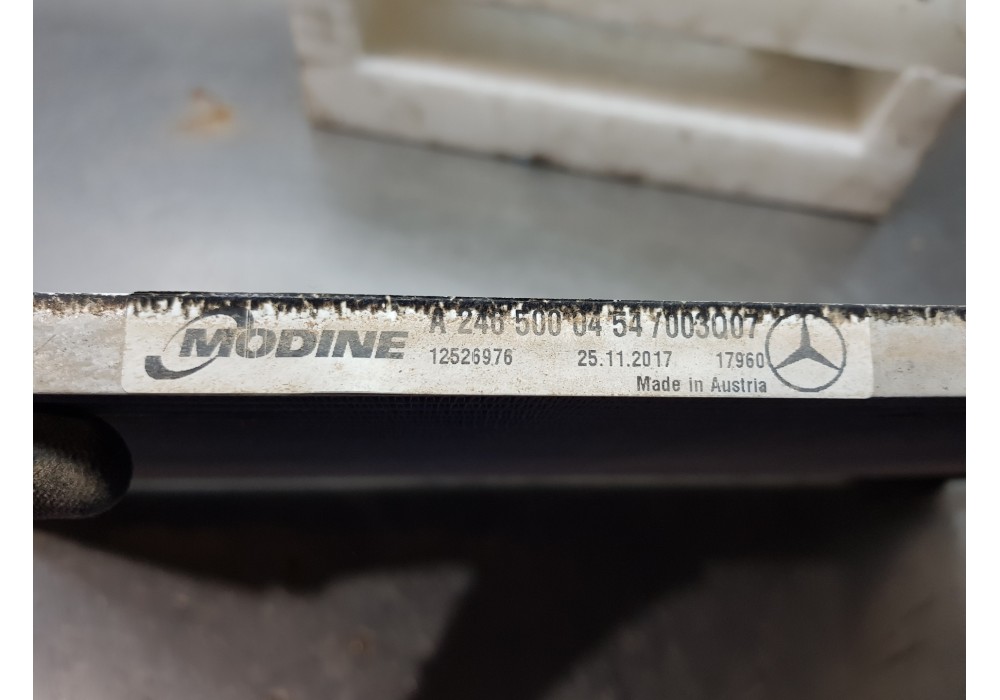 MODINE
A 246 500 04 54 /003Q07
12526976 25.11.2017 17960
Made in Austria